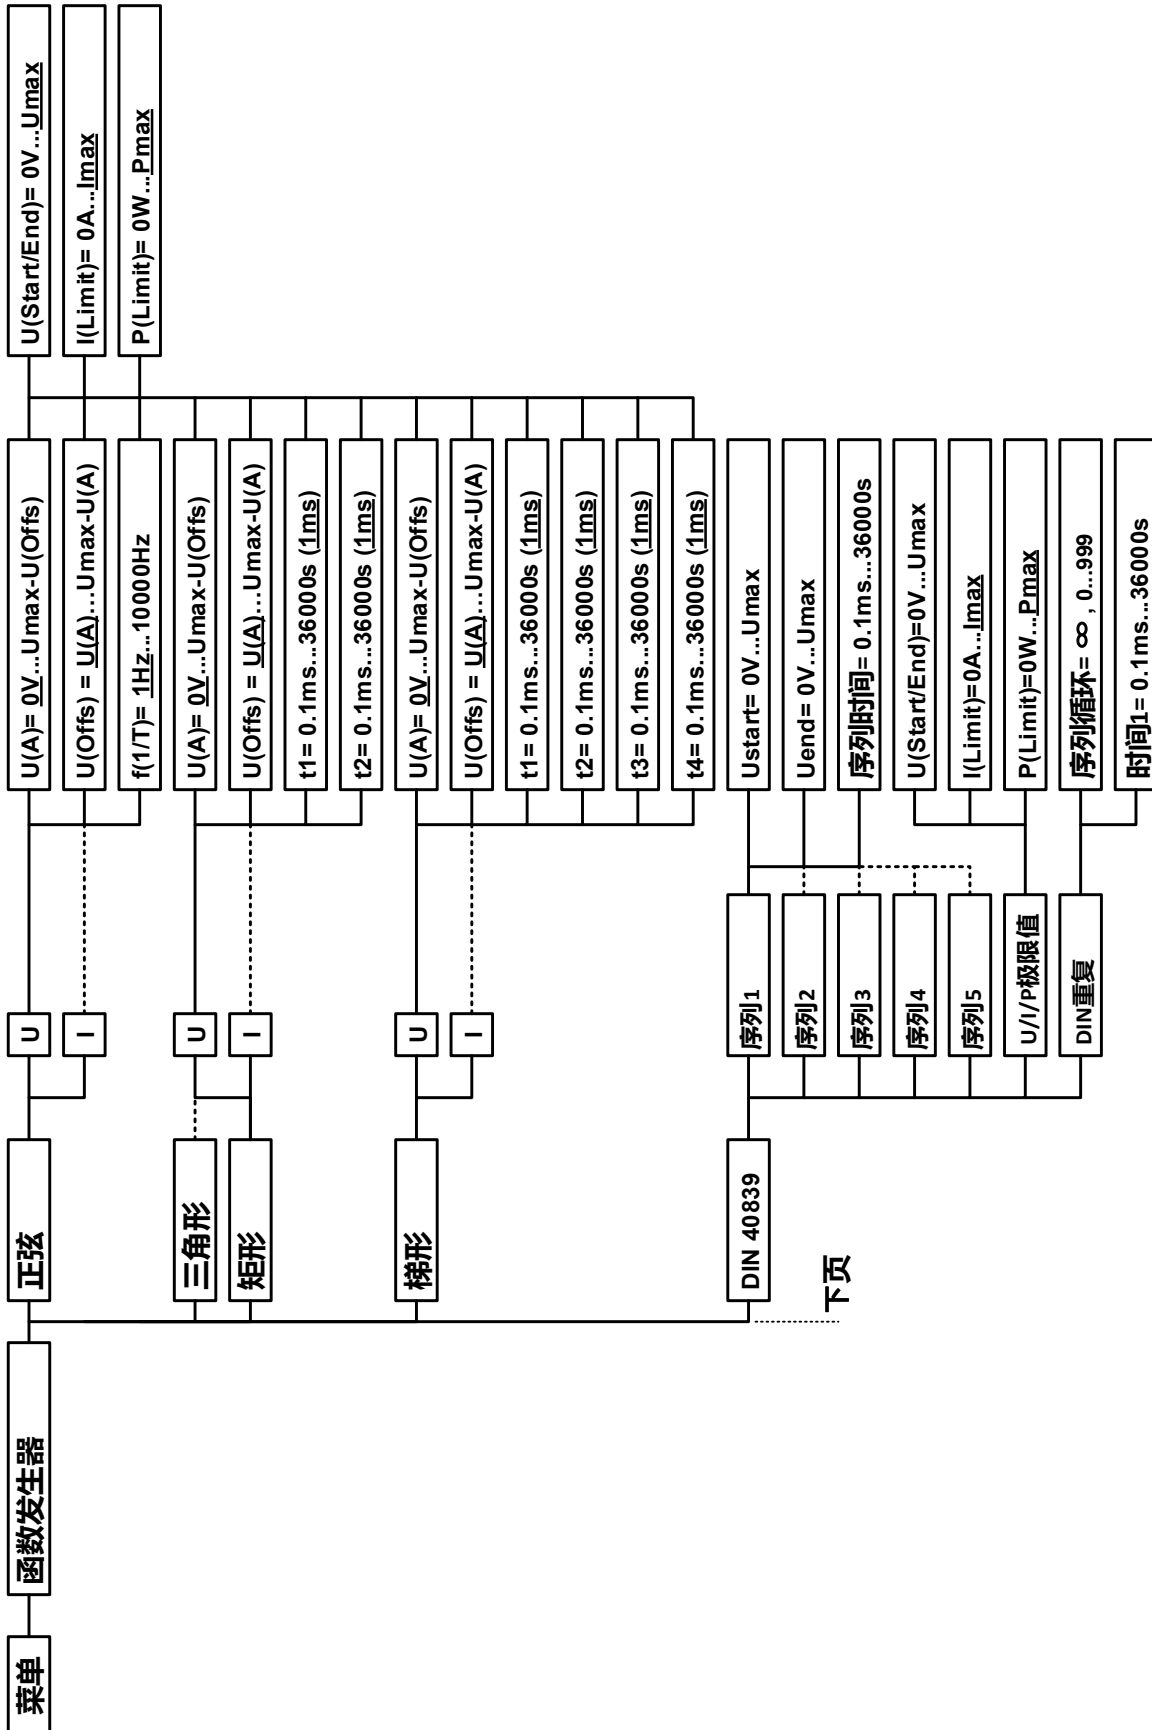 菜单
函数发生器
正弦
三角形
矩形
梯形
DIN 40839
下页
U
I
U
I
U
I
序列1
序列2
序列3
序列4
序列5
U/I/P极限值
DIN重复
U(A)= 0V...Umax-U(Offs)
U(Offs) = U(A)...Umax-U(A)
f(1/T)= 1Hz...10000Hz
U(A)= 0V...Umax-U(Offs)
U(Offs) = U(A)...Umax-U(A)
t1= 0.1ms...36000s (1ms)
t2= 0.1ms...36000s (1ms)
U(A)= 0V...Umax-U(Offs)
U(Offs) = U(A)...Umax-U(A)
t1= 0.1ms...36000s (1ms)
t2= 0.1ms...36000s (1ms)
t3= 0.1ms...36000s (1ms)
t4= 0.1ms...36000s (1ms)
Ustart= 0V...Umax
Uend= 0V...Umax
序列时间= 0.1ms...36000s
U(Start/End)=0V...Umax
I(Limit)=0A...Imax
P(Limit)=0W...Pmax
序列循环= ∞ , 0...999
时间1= 0.1ms...36000s
U(Start/End)= 0V...Umax
I(Limit)= 0A...Imax
P(Limit)= 0W...Pmax